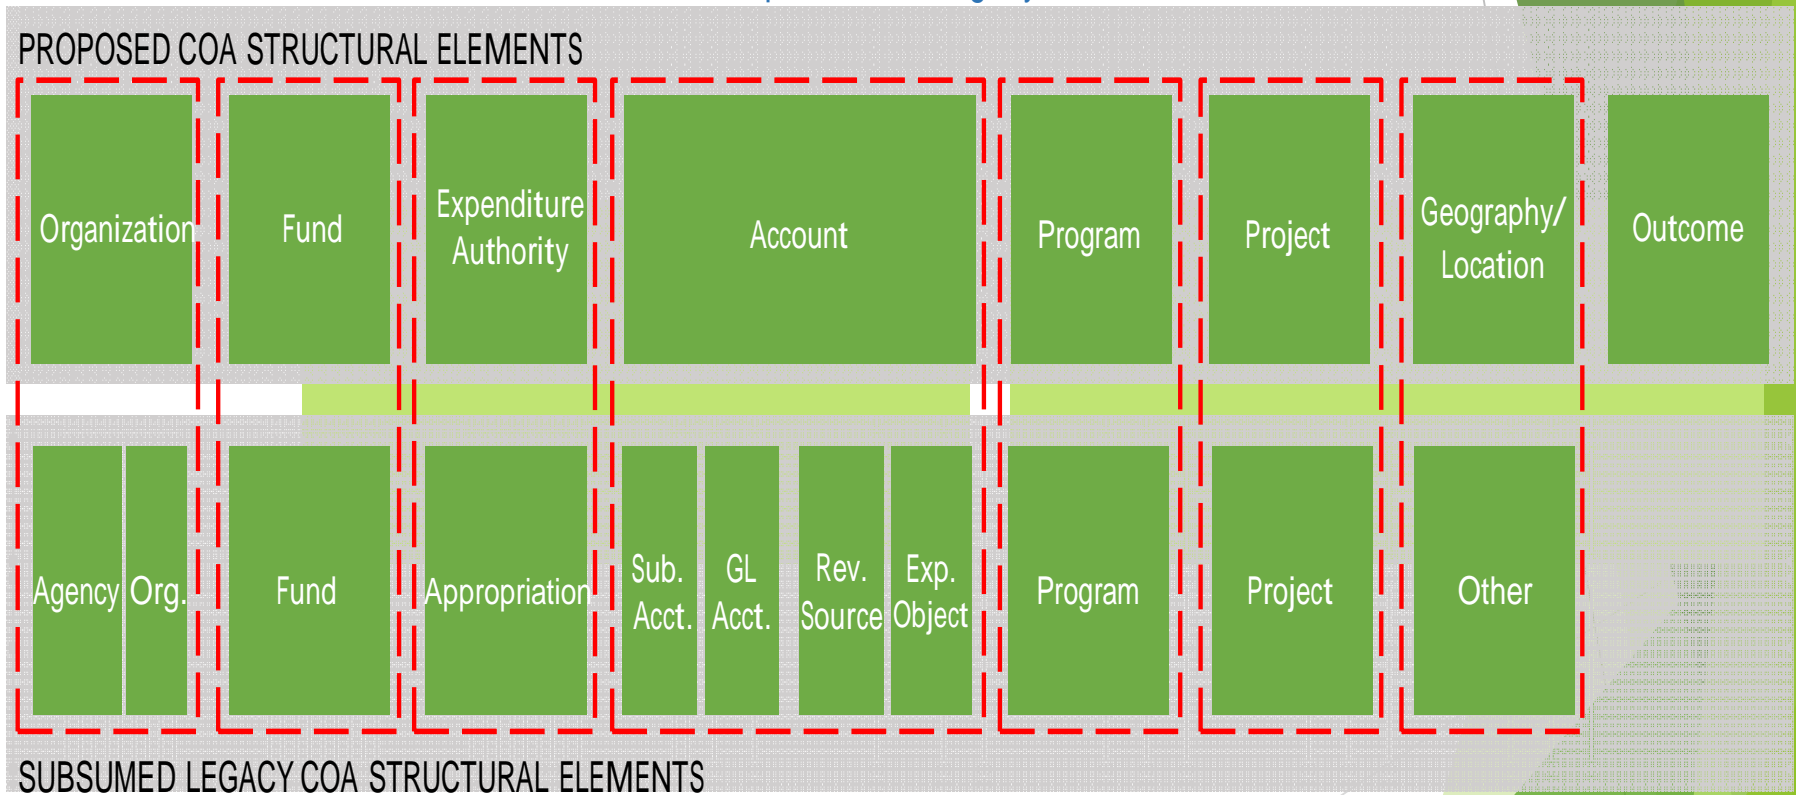 PROPOSED COA STRUCTURAL ELEMENTS
Organization
Fund
Expenditure
Authority
Account
Program
Project
Geography/
Location
Outcome
Agency
Org.
Fund
Appropriation
Sub.
Acct.
GL
Acct.
Rev.
Source
Exp.
Object
Program
Project
Other
SUBSUMED LEGACY COA STRUCTURAL ELEMENTS